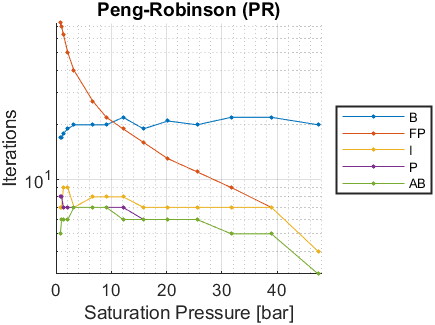 Peng-Robinson (PR)
Iterations
10^1
0
10
20
30
40
Saturation Pressure [bar]
B
FP
I
P
AB